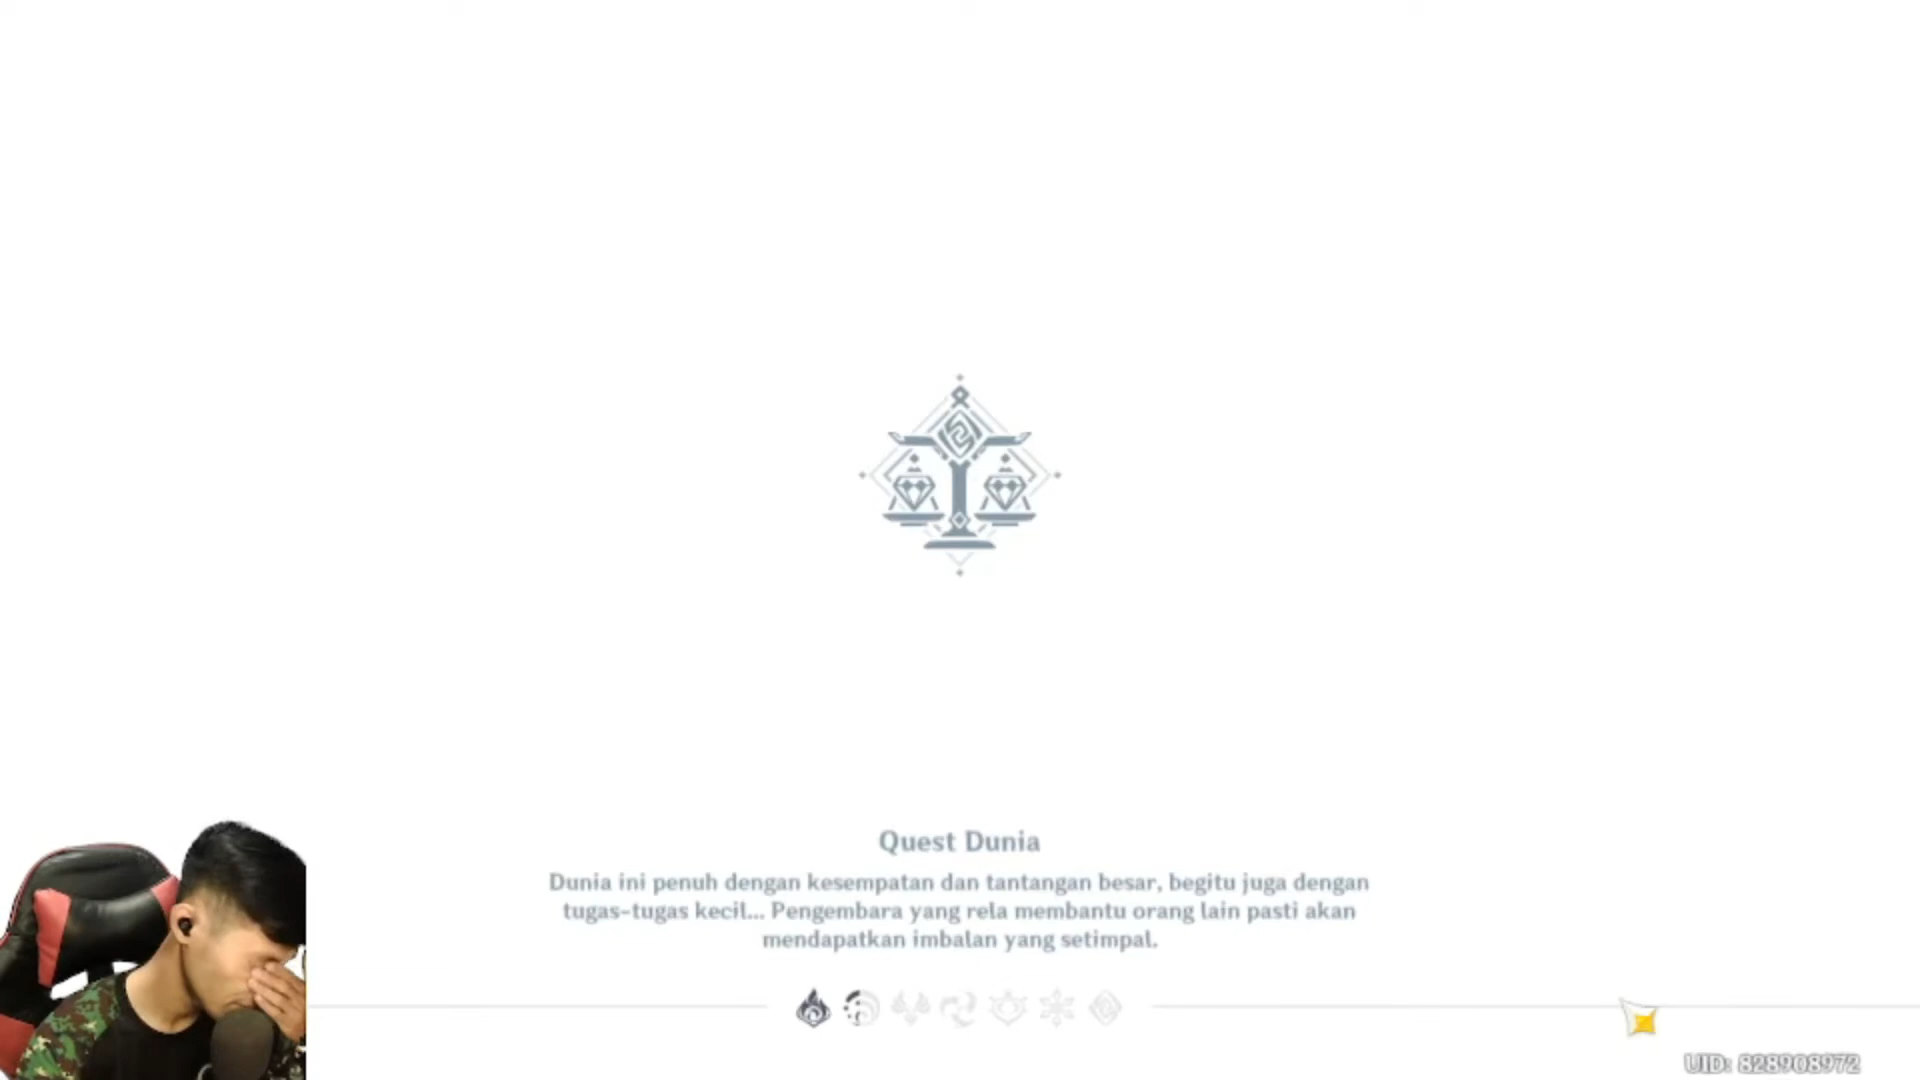 Quest Dunia
Dunia ini penuh dengan kesempatan dan tantangan besar, begitu juga dengan
tugas-tugas kecil... Pengembara yang rela membantu orang lain pasti akan
mendapatkan imbalan yang setimpal.
UID: 828908972